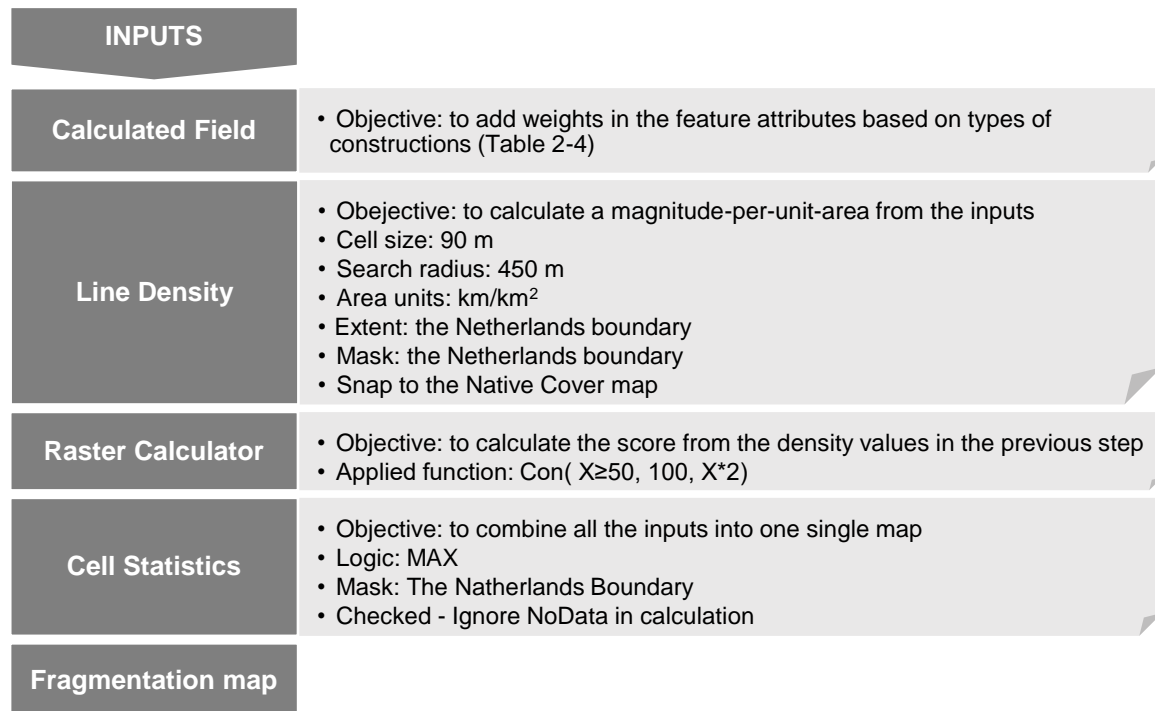 INPUTS
Calculated Field
• Objective: to add weights in the feature attributes based on types of
constructions (Table 2-4)
Line Density
• Obejective: to calculate a magnitude-per-unit-area from the inputs
• Cell size: 90 m
• Search radius: 450 m
• Area units: km/km²
• Extent: the Netherlands boundary
• Mask: the Netherlands boundary
• Snap to the Native Cover map
Raster Calculator
• Objective: to calculate the score from the density values in the previous step
• Applied function: Con( X≥50, 100, X*2)
Cell Statistics
• Objective: to combine all the inputs into one single map
• Logic: MAX
• Mask: The Natherlands Boundary
• Checked - Ignore NoData in calculation
Fragmentation map